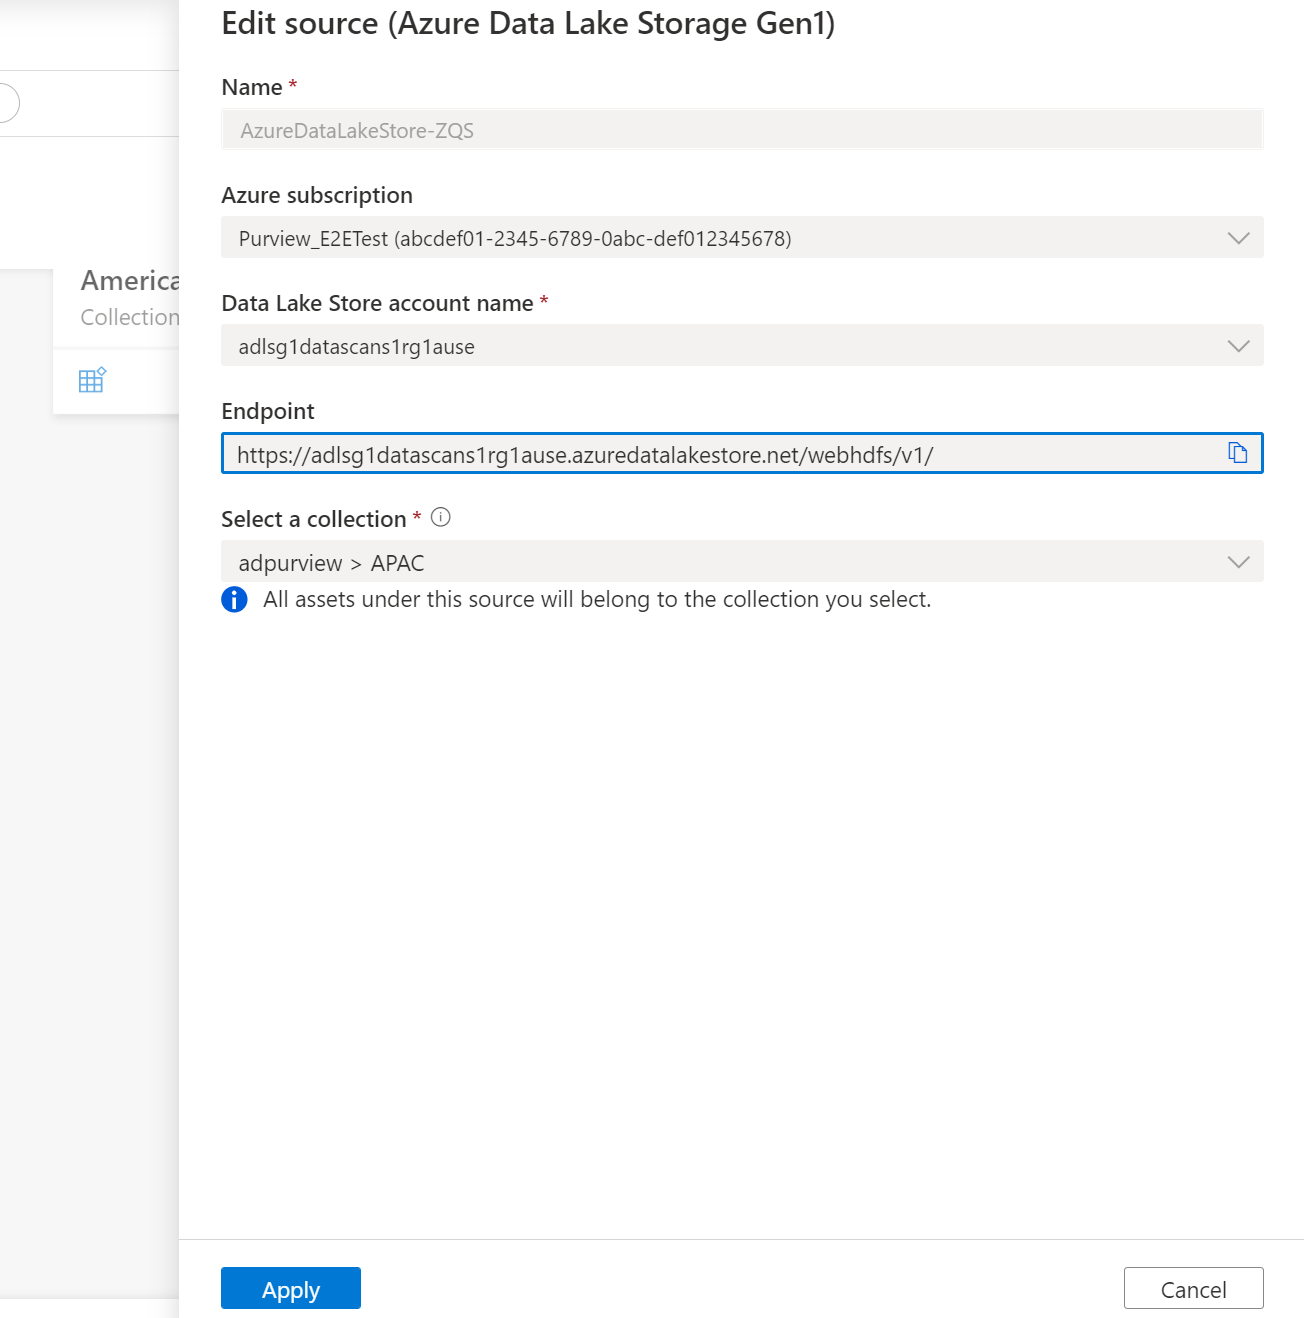 Edit source (Azure Data Lake Storage Gen1)
Name *
AzureDataLakeStore-ZQS
Azure subscription
Purview_E2ETest (abcdef01-2345-6789-0abc-def012345678)
America
Collection
Data Lake Store account name *
adlsg1datascans1rg1ause
Endpoint
https://adlsg1datascans1rg1ause.azuredatalakestore.net/webhdfs/v1/
Select a collection *
adpurview > APAC
All assets under this source will belong to the collection you select.
Apply
Cancel